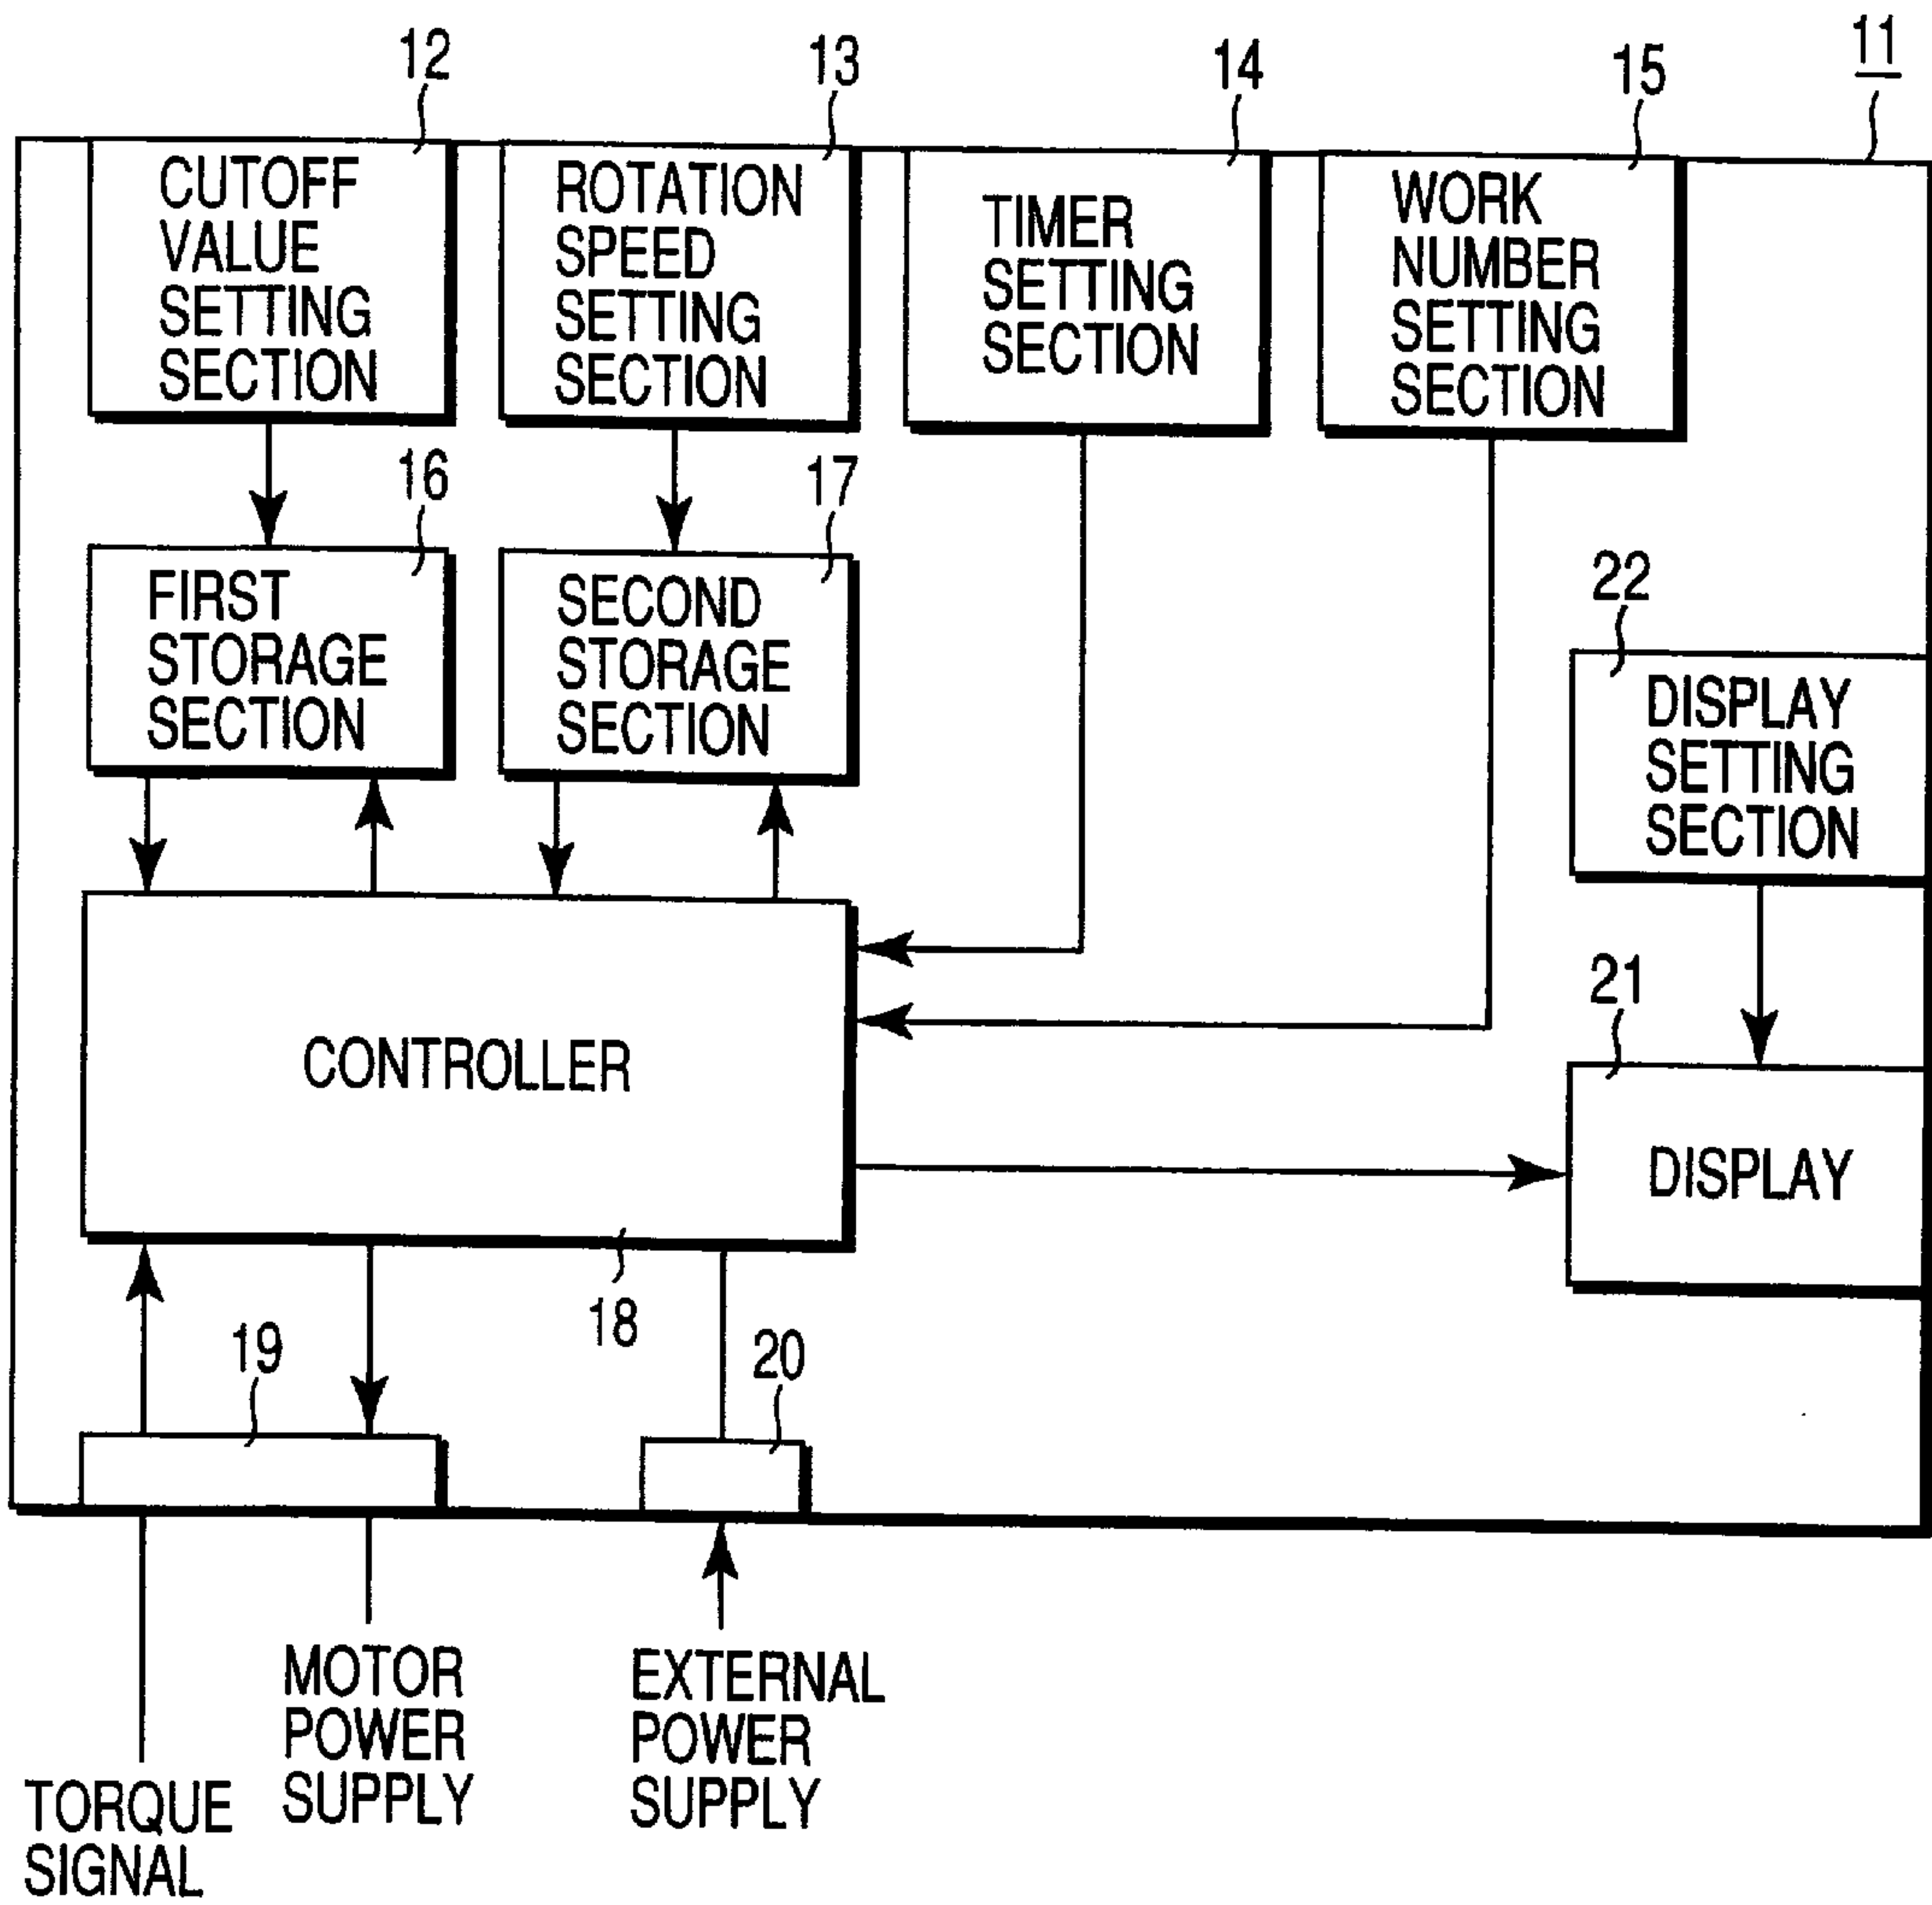 12
13
14
15
11
CUTOFF
VALUE
SETTING
SECTION
ROTATION
SPEED
SETTING
SECTION
TIMER
SETTING
SECTION
WORK
NUMBER
SETTING
SECTION
16
17
22
FIRST
STORAGE
SECTION
SECOND
STORAGE
SECTION
DISPLAY
SETTING
SECTION
21
CONTROLLER
DISPLAY
18
19
20
MOTOR
POWER
SUPPLY
EXTERNAL
POWER
SUPPLY
TORQUE
SIGNAL